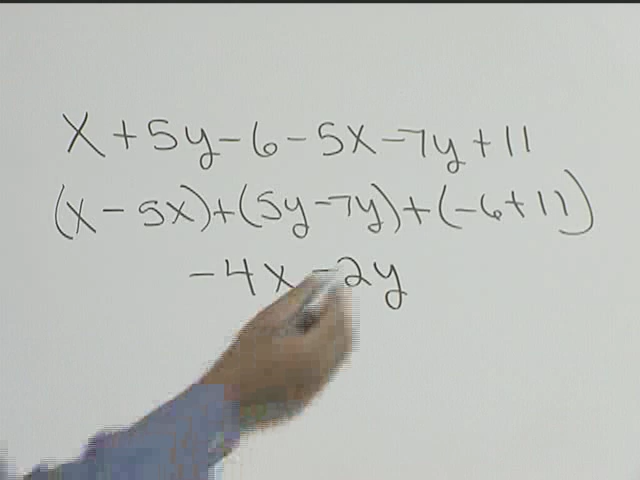 x + 5y - 6 - 5x - 7y + 11
(x - 5x) + (5y - 7y) + (-6 + 11)
-4x - 2y